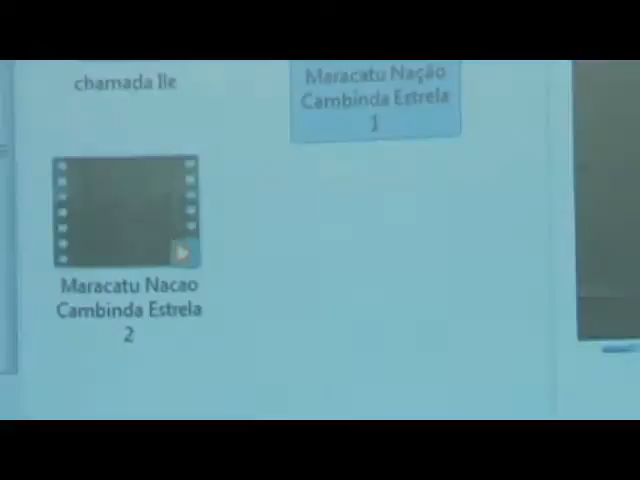 chamada Ile
Maracatu Nação
Cambinda Estrela
1
Maracatu Nacao
Cambinda Estrela
2